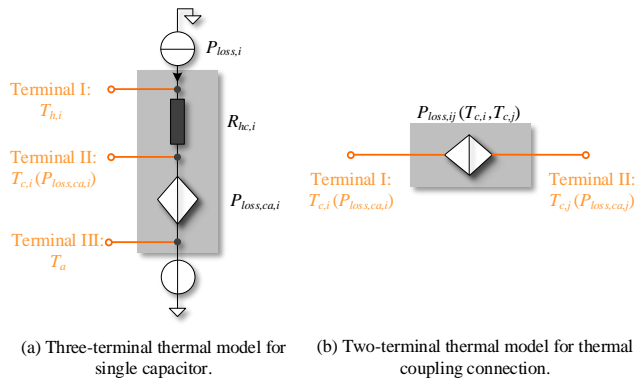 P_loss,i
Terminal I:
T_h,i
R_hc,i
Terminal II:
T_c,i (P_loss,ca,i)
P_loss,ca,i
Terminal III:
T_a
(a) Three-terminal thermal model for
single capacitor.
P_loss,ij (T_c,i, T_c,j)
Terminal I:
T_c,i (P_loss,ca,i)
Terminal II:
T_c,j (P_loss,ca,j)
(b) Two-terminal thermal model for thermal
coupling connection.